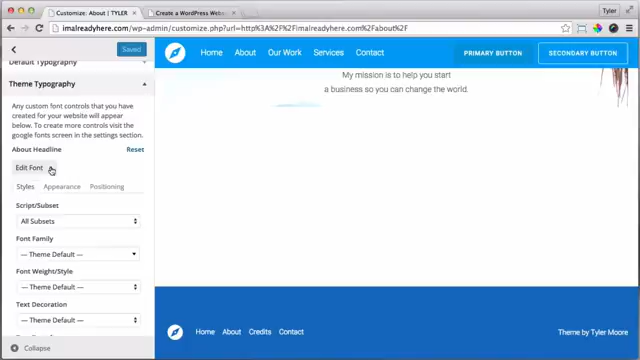 Customize: About | TYLER
Create a WordPress Websit
Tyler
imalreadyhere.com/wp-admin/customize.php?url=http%3A%2F%2Fimalreadyhere.com%2Fabout%2F
Saved
Home
About
Our Work
Services
Contact
PRIMARY BUTTON
SECONDARY BUTTON
Default Typography
Theme Typography
My mission is to help you start
a business so you can change the world.
Any custom font controls that you have
created for your website will appear
below. To create more controls visit the
google fonts screen in the settings section.
About Headline
Reset
Edit Font
Styles
Appearance
Positioning
Script/Subset
All Subsets
Font Family
— Theme Default —
Font Weight/Style
— Theme Default —
Text Decoration
— Theme Default —
Home
About
Credits
Contact
Theme by Tyler Moore
Collapse